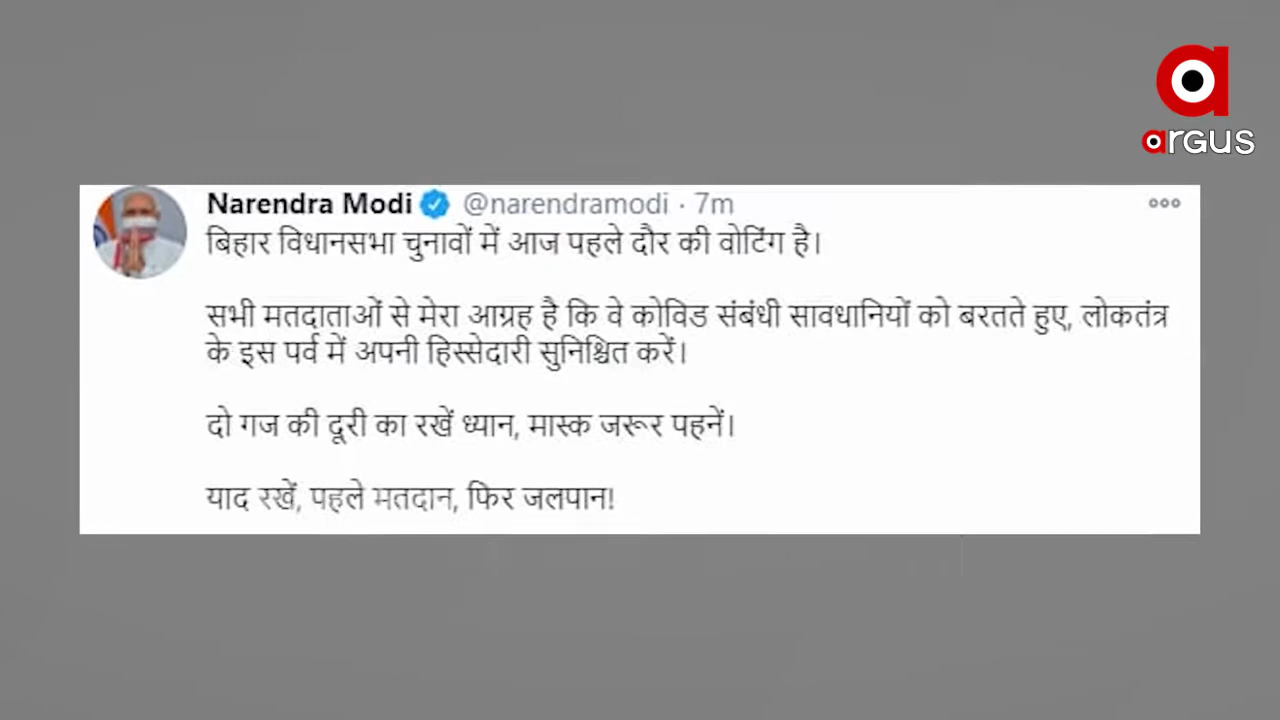 argus
Narendra Modi @narendramodi · 7m
बिहार विधानसभा चुनावों में आज पहले दौर की वोटिंग है।
सभी मतदाताओं से मेरा आग्रह है कि वे कोविड संबंधी सावधानियों को बरतते हुए, लोकतंत्र
के इस पर्व में अपनी हिस्सेदारी सुनिश्चित करें।
दो गज की दूरी का रखें ध्यान, मास्क जरूर पहनें।
याद रखें, पहले मतदान, फिर जलपान!